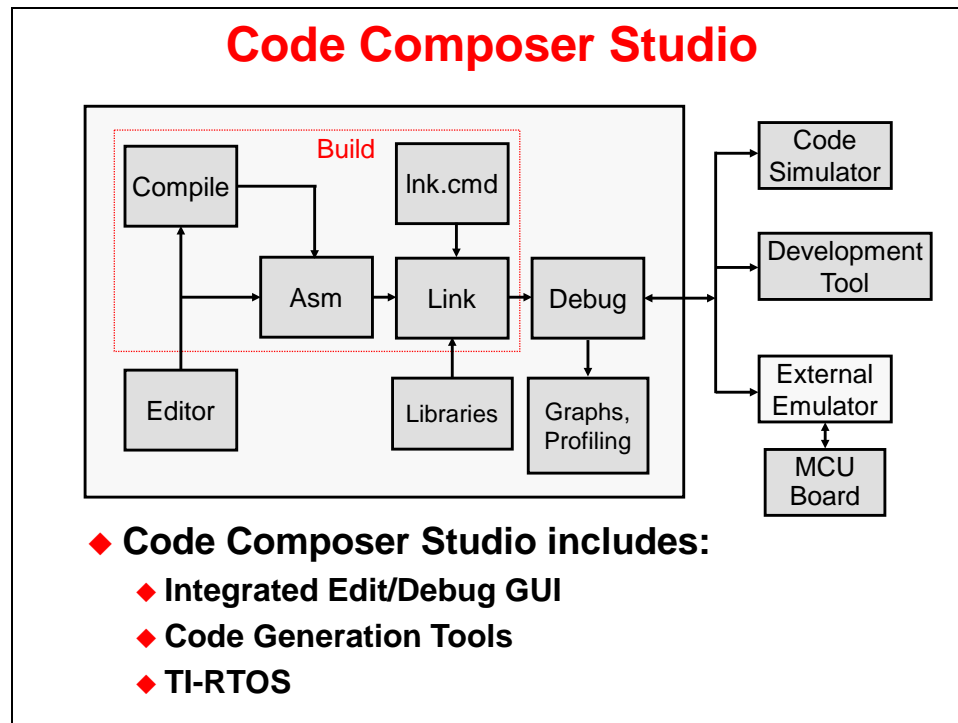 Code Composer Studio
Build
Compile
lnk.cmd
Asm
Link
Debug
Editor
Libraries
Graphs,
Profiling
Code
Simulator
Development
Tool
External
Emulator
MCU
Board
◆ Code Composer Studio includes:
◆ Integrated Edit/Debug GUI
◆ Code Generation Tools
◆ TI-RTOS